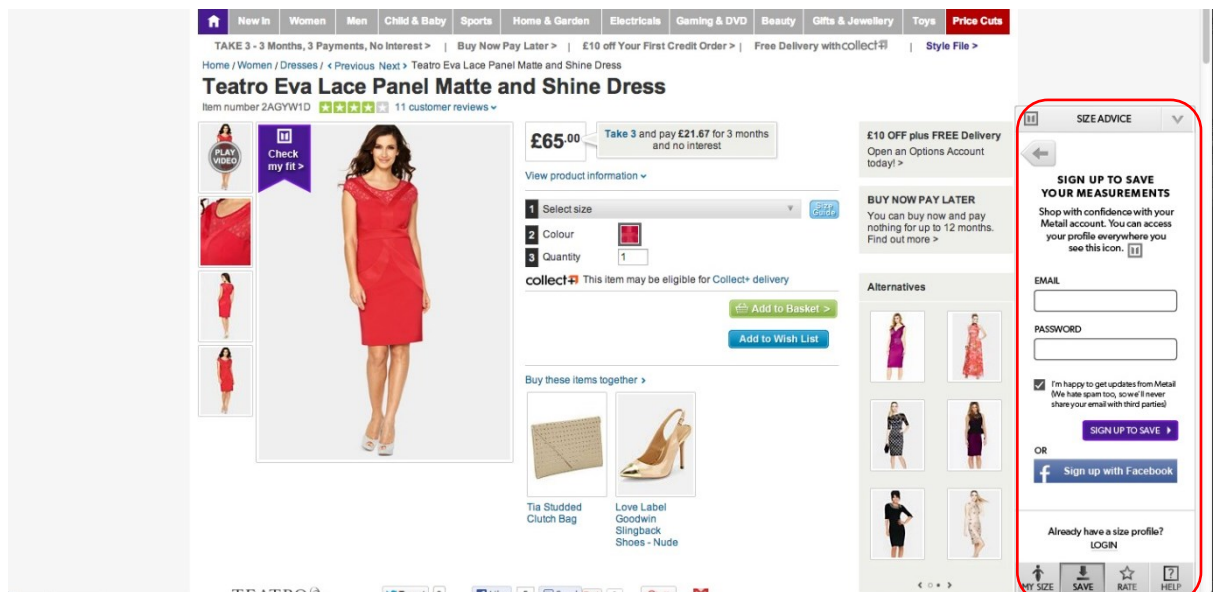 New In Women Men Child & Baby Sports Home & Garden Electricals Gaming & DVD Beauty Gifts & Jewellery Toys Price Cuts
TAKE 3 - 3 Months, 3 Payments, No Interest > | Buy Now Pay Later > | £10 off Your First Credit Order > | Free Delivery with collect+ | Style File >
Home / Women / Dresses / < Previous Next > Teatro Eva Lace Panel Matte and Shine Dress
Teatro Eva Lace Panel Matte and Shine Dress
Item number 2AGYW1D 11 customer reviews
PLAY
VIDEO
Check
my fit >
£65.00
Take 3 and pay £21.67 for 3 months
and no interest
View product information
1 Select size
Size
Guide
2 Colour
3 Quantity 1
collect+ This item may be eligible for Collect+ delivery
Add to Basket >
Add to Wish List
Buy these items together >
Tia Studded
Clutch Bag
Love Label
Goodwin
Slingback
Shoes - Nude
£10 OFF plus FREE Delivery
Open an Options Account
today! >
BUY NOW PAY LATER
You can buy now and pay
nothing for up to 12 months.
Find out more >
Alternatives
SIZE ADVICE
SIGN UP TO SAVE
YOUR MEASUREMENTS
Shop with confidence with your
Metail account. You can access
your profile everywhere you
see this icon.
EMAIL
PASSWORD
I'm happy to get updates from Metail
(We hate spam too, so we'll never
share your email with third parties)
SIGN UP TO SAVE
OR
f Sign up with Facebook
Already have a size profile?
LOGIN
MY SIZE SAVE RATE HELP